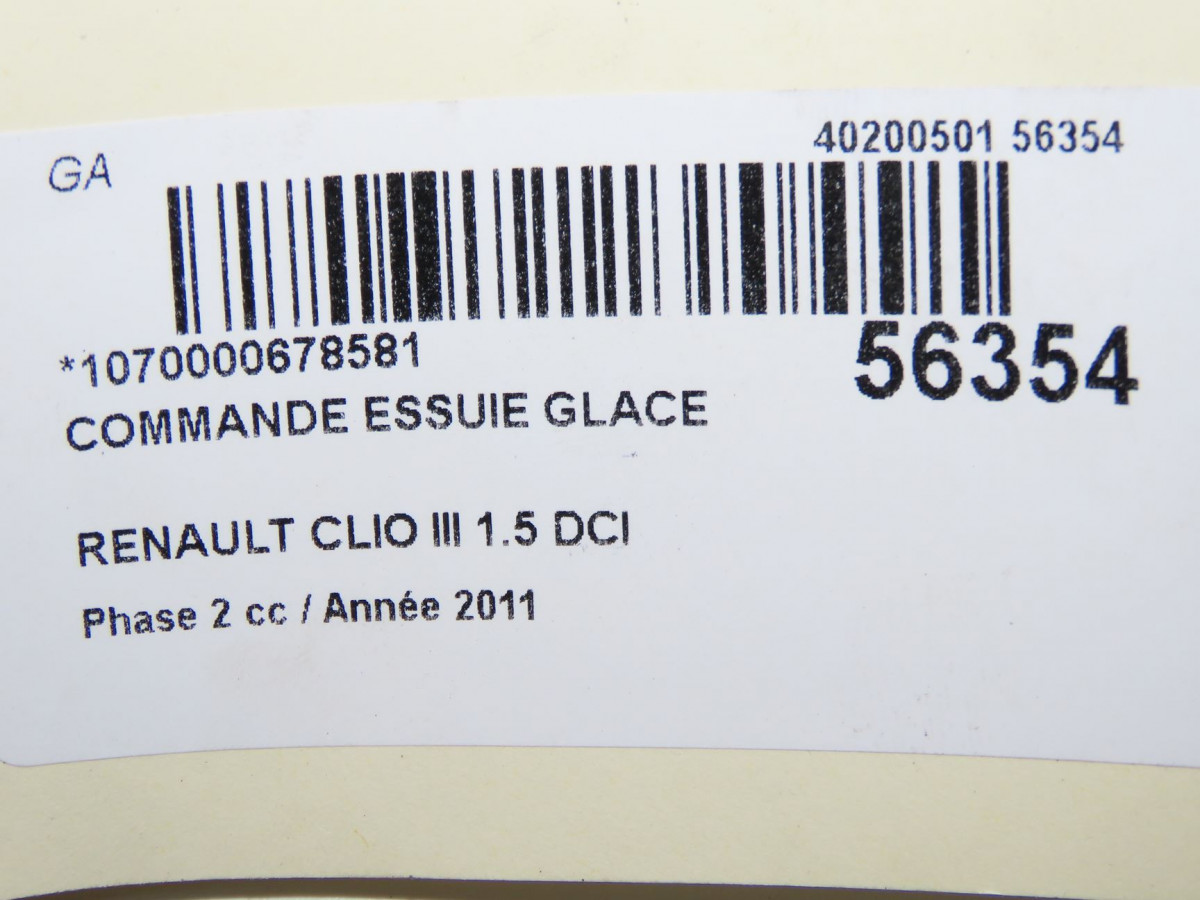 40200501 56354
GA
*1070000678581
56354
COMMANDE ESSUIE GLACE
RENAULT CLIO III 1.5 DCI
Phase 2 cc / Année 2011